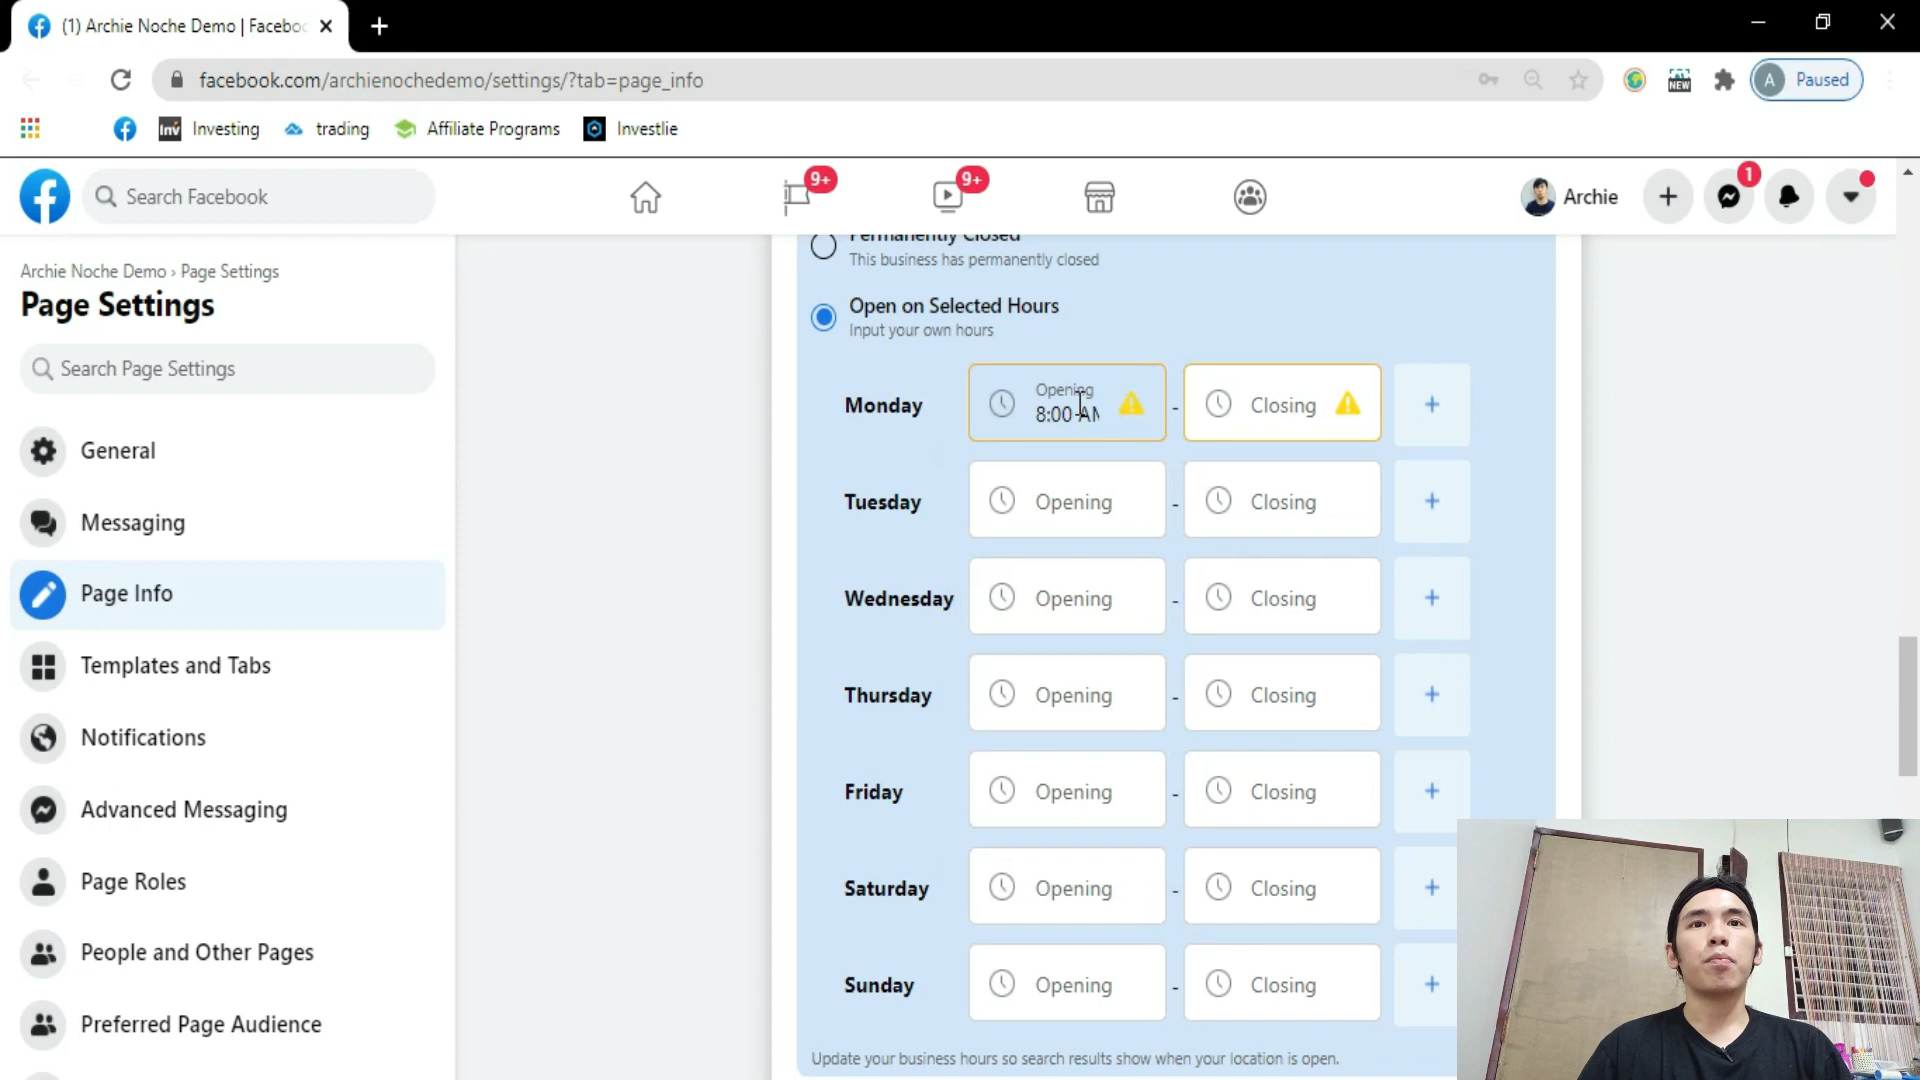 (1) Archie Noche Demo | Faceboo
facebook.com/archienochedemo/settings/?tab=page_info
NEW
A Paused
Inv Investing
trading
Affiliate Programs
Investlie
Search Facebook
9+
9+
Archie
1
Archie Noche Demo › Page Settings
Page Settings
Search Page Settings
General
Messaging
Page Info
Templates and Tabs
Notifications
Advanced Messaging
Page Roles
People and Other Pages
Preferred Page Audience
Permanently Closed
This business has permanently closed
Open on Selected Hours
Input your own hours
Monday Opening 8:00 AM - Closing +
Tuesday Opening - Closing +
Wednesday Opening - Closing +
Thursday Opening - Closing +
Friday Opening - Closing +
Saturday Opening - Closing +
Sunday Opening - Closing +
Update your business hours so search results show when your location is open.